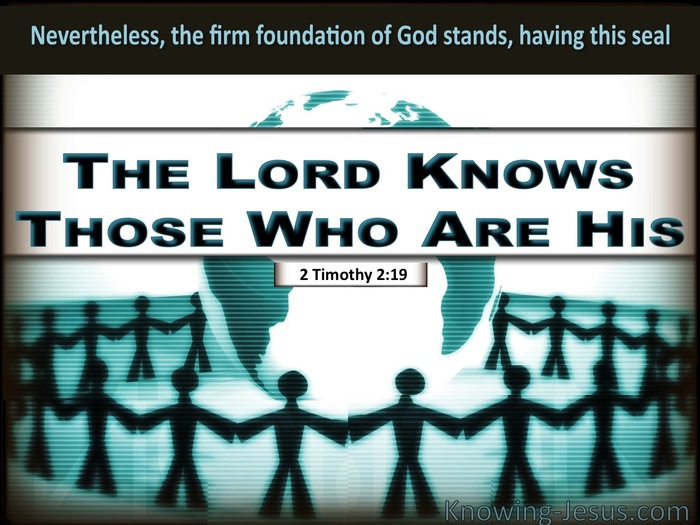 Nevertheless, the firm foundation of God stands, having this seal
The Lord Knows
Those Who Are His
2 Timothy 2:19
Knowing-Jesus.com